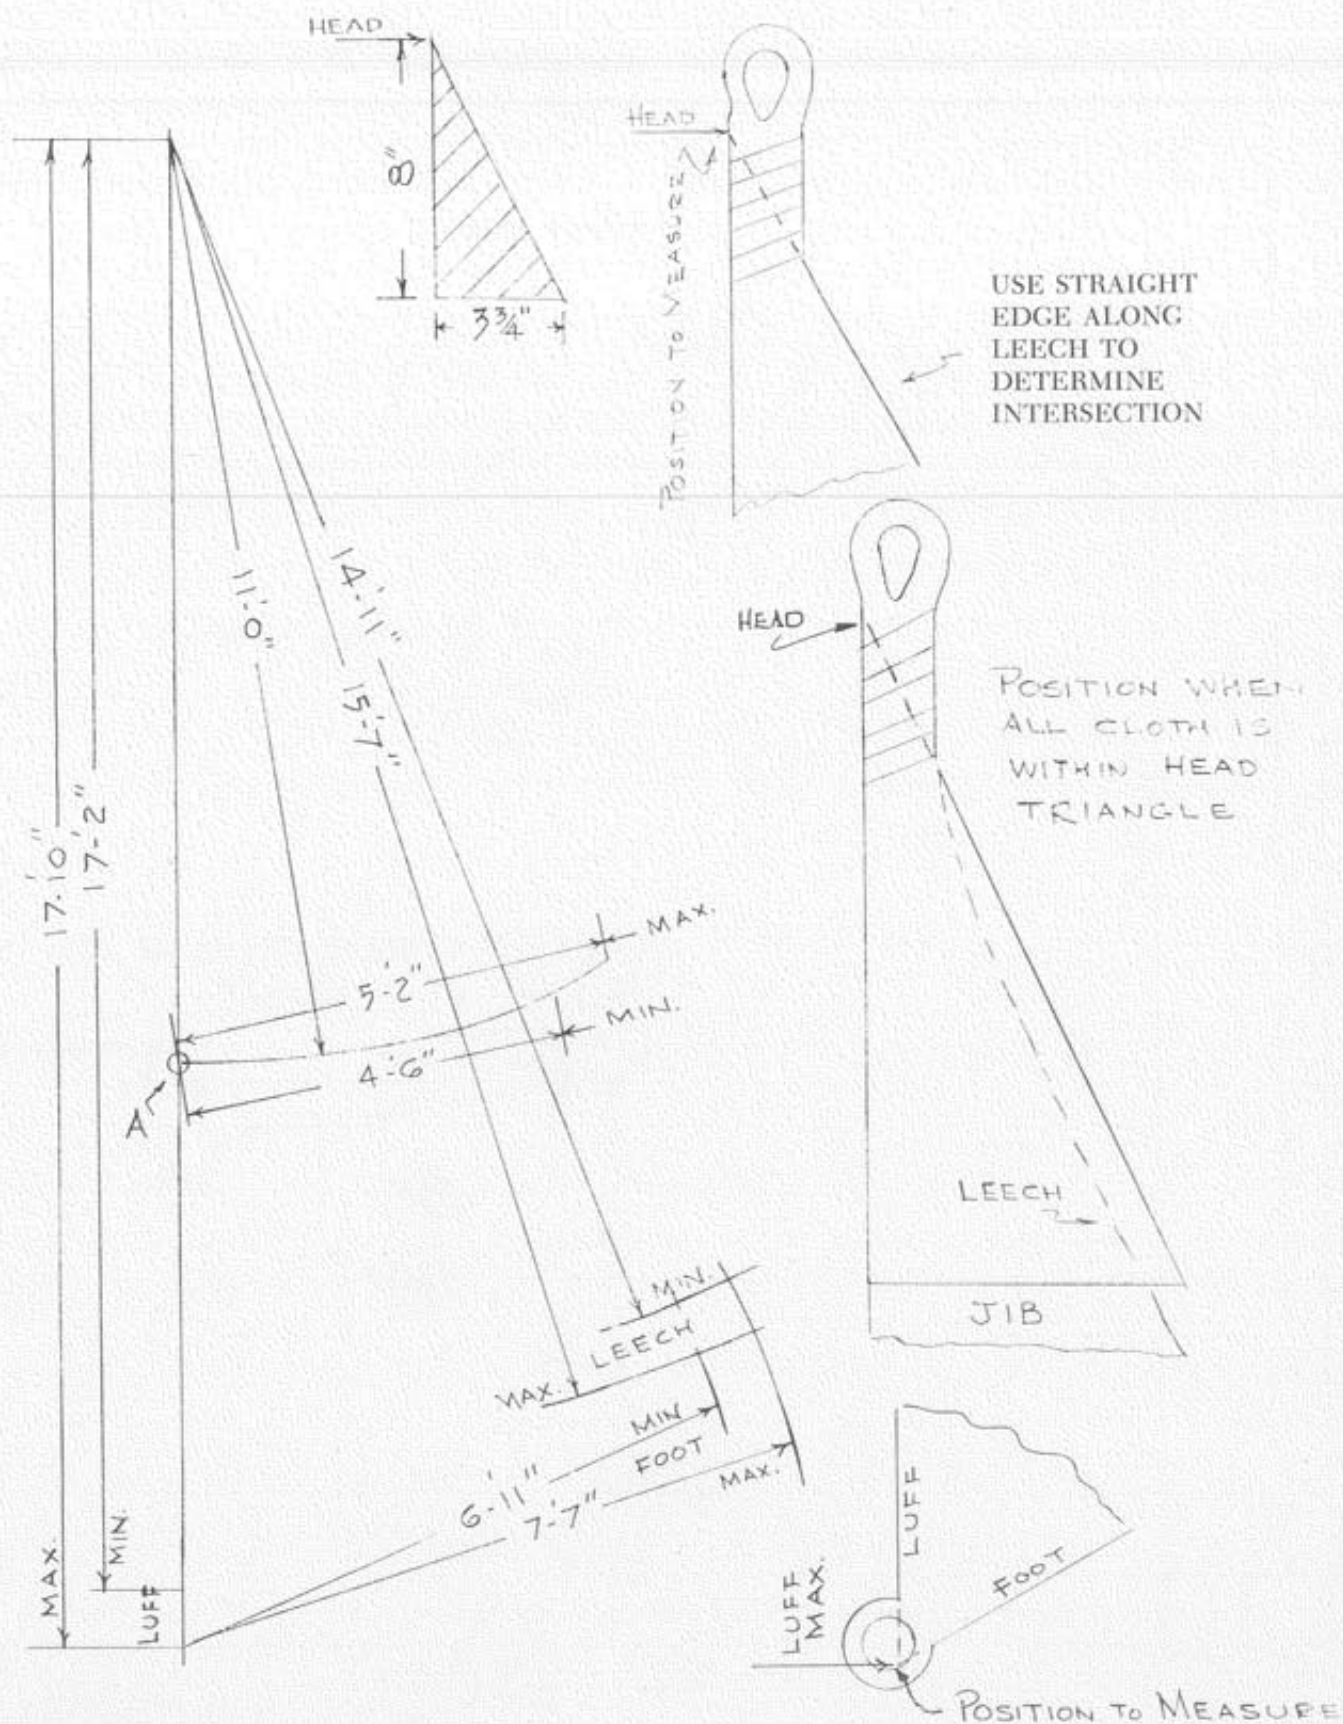 HEAD
8"
3¾"
HEAD
POSITION TO MEASURE
USE STRAIGHT
EDGE ALONG
LEECH TO
DETERMINE
INTERSECTION
HEAD
POSITION WHEN
ALL CLOTH IS
WITHIN HEAD
TRIANGLE
11'-0"
14'-11"
15'-7"
17'-10"
17'-2"
5'-2"
MAX.
4'-6"
MIN.
A
LEECH
JIB
MIN.
LEECH
MAX.
MIN
FOOT
MAX.
6'-11"
7'-7"
MAX.
MIN.
LUFF
LUFF
FOOT
LUFF
MAX.
POSITION TO MEASURE